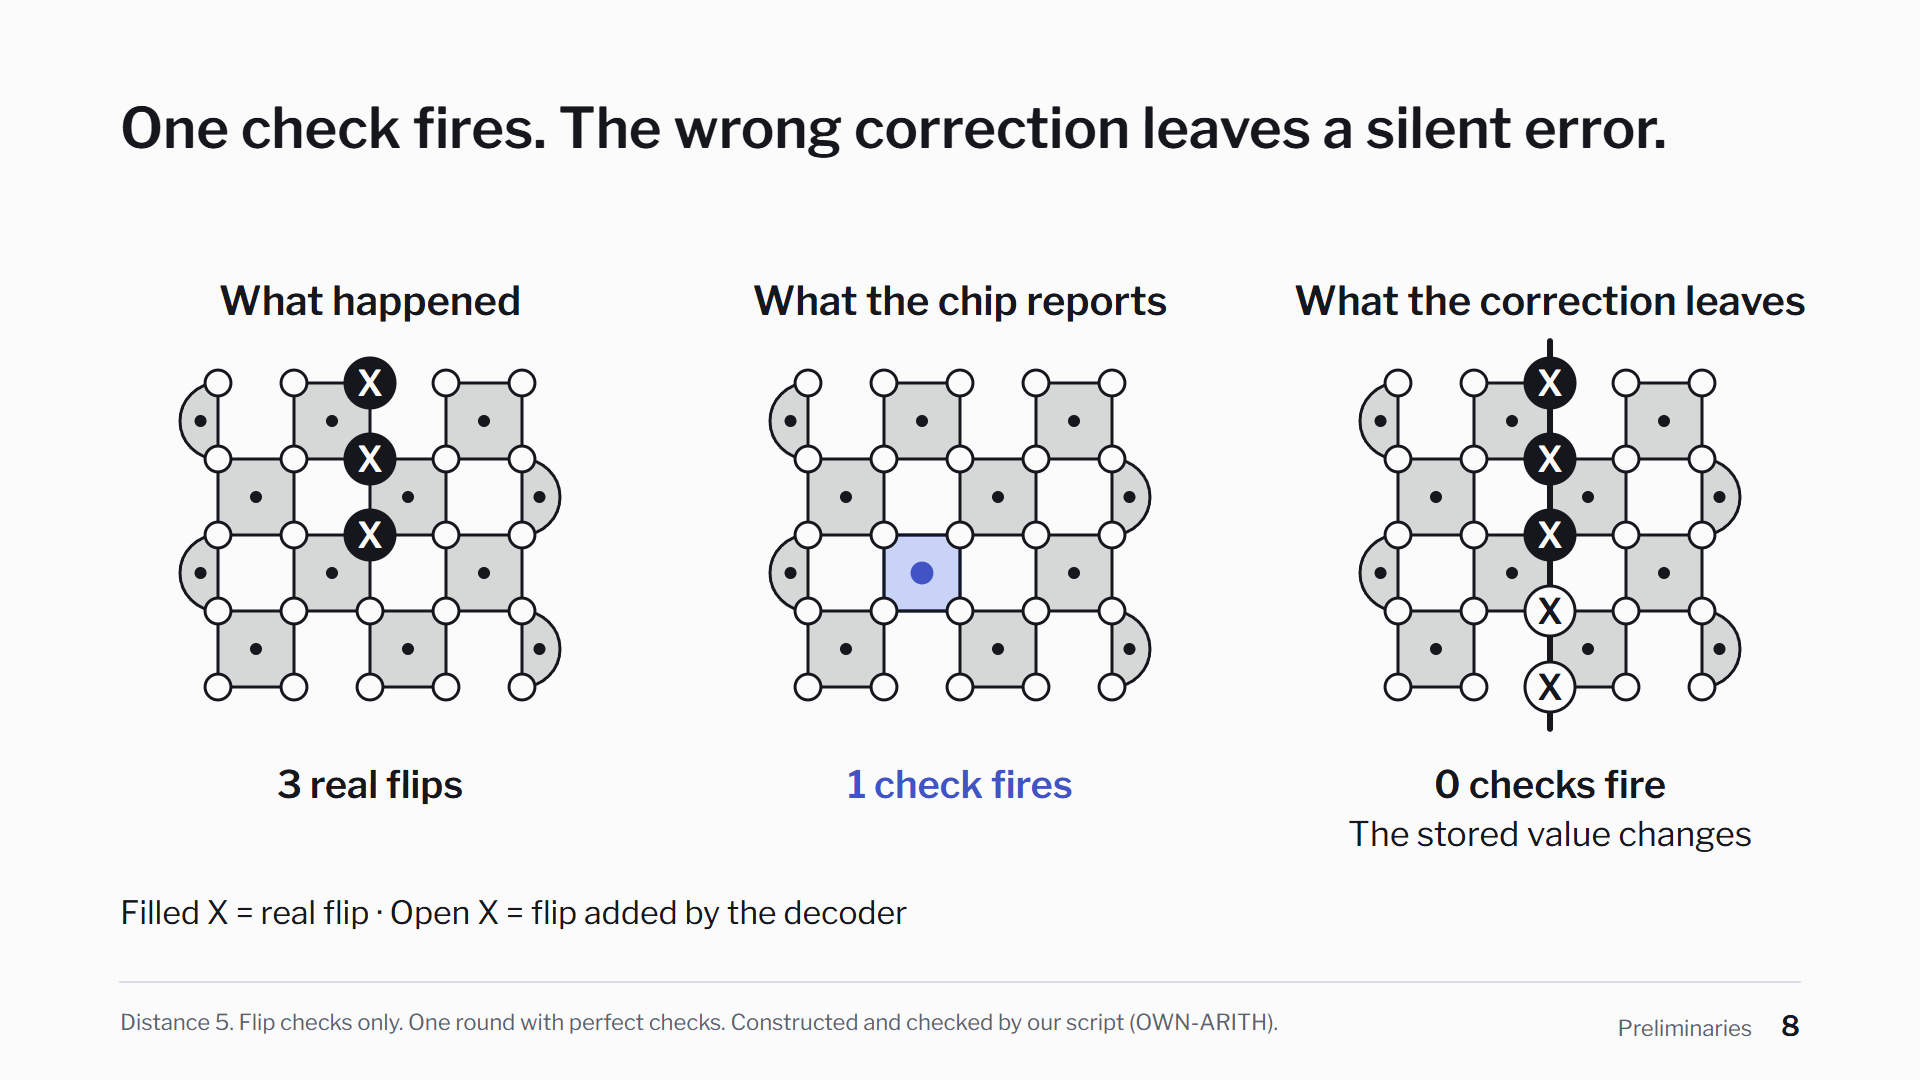 One check fires. The wrong correction leaves a silent error.
What happened
What the chip reports
What the correction leaves
X
X
X
X
X
X
X
X
3 real flips
1 check fires
0 checks fire
The stored value changes
Filled X = real flip · Open X = flip added by the decoder
Distance 5. Flip checks only. One round with perfect checks. Constructed and checked by our script (OWN-ARITH).
Preliminaries 8